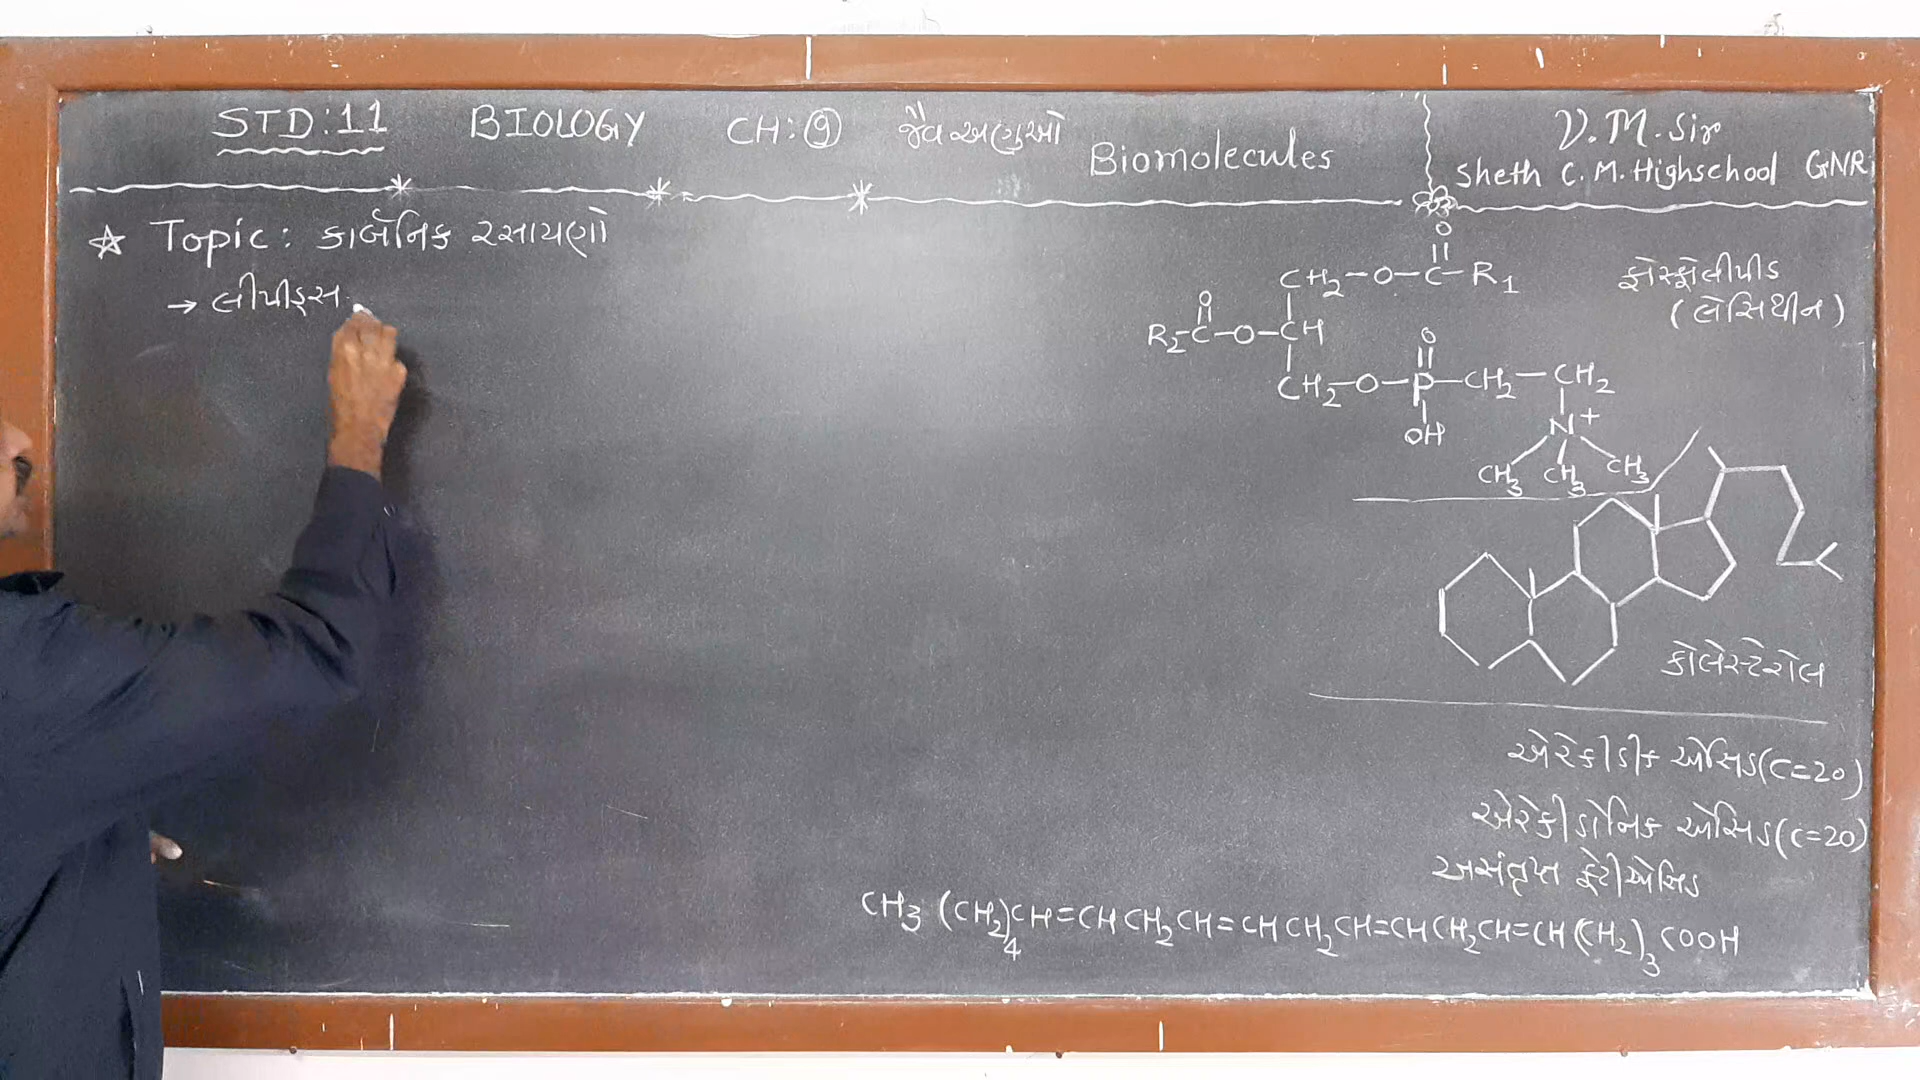 STD:11 BIOLOGY CH:9 જૈવઅણુઓ Biomolecules
V.M.Sir
Sheth C.M.Highschool GNR
☆ Topic: કાર્બનિક રસાયણો
→ લીપીડ્સ
O
CH2-O-C-R1
O
R2-C-O-CH
O
CH2-O-P-CH2-CH2
OH N+
CH3 CH3 CH3
ફોસ્ફોલીપીડ
(લેસિથીન)
કોલેસ્ટેરોલ
એરેકીડીક એસિડ(C=20)
એરેકીડોનિક એસિડ(C=20)
અસંતૃપ્ત ફેટીએસિડ
CH3(CH2)4CH=CHCH2CH=CHCH2CH=CHCH2CH=CH(CH2)3COOH